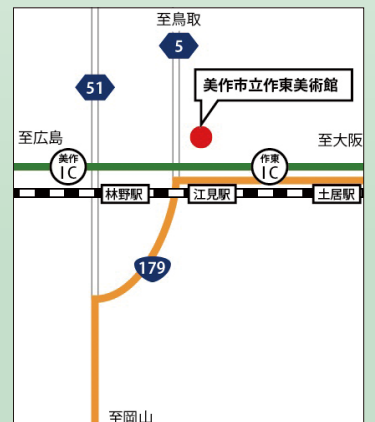 至鳥取
5
51
美作市立作東美術館
至広島
至大阪
美作
IC
作東
IC
林野駅
江見駅
土居駅
179
至岡山